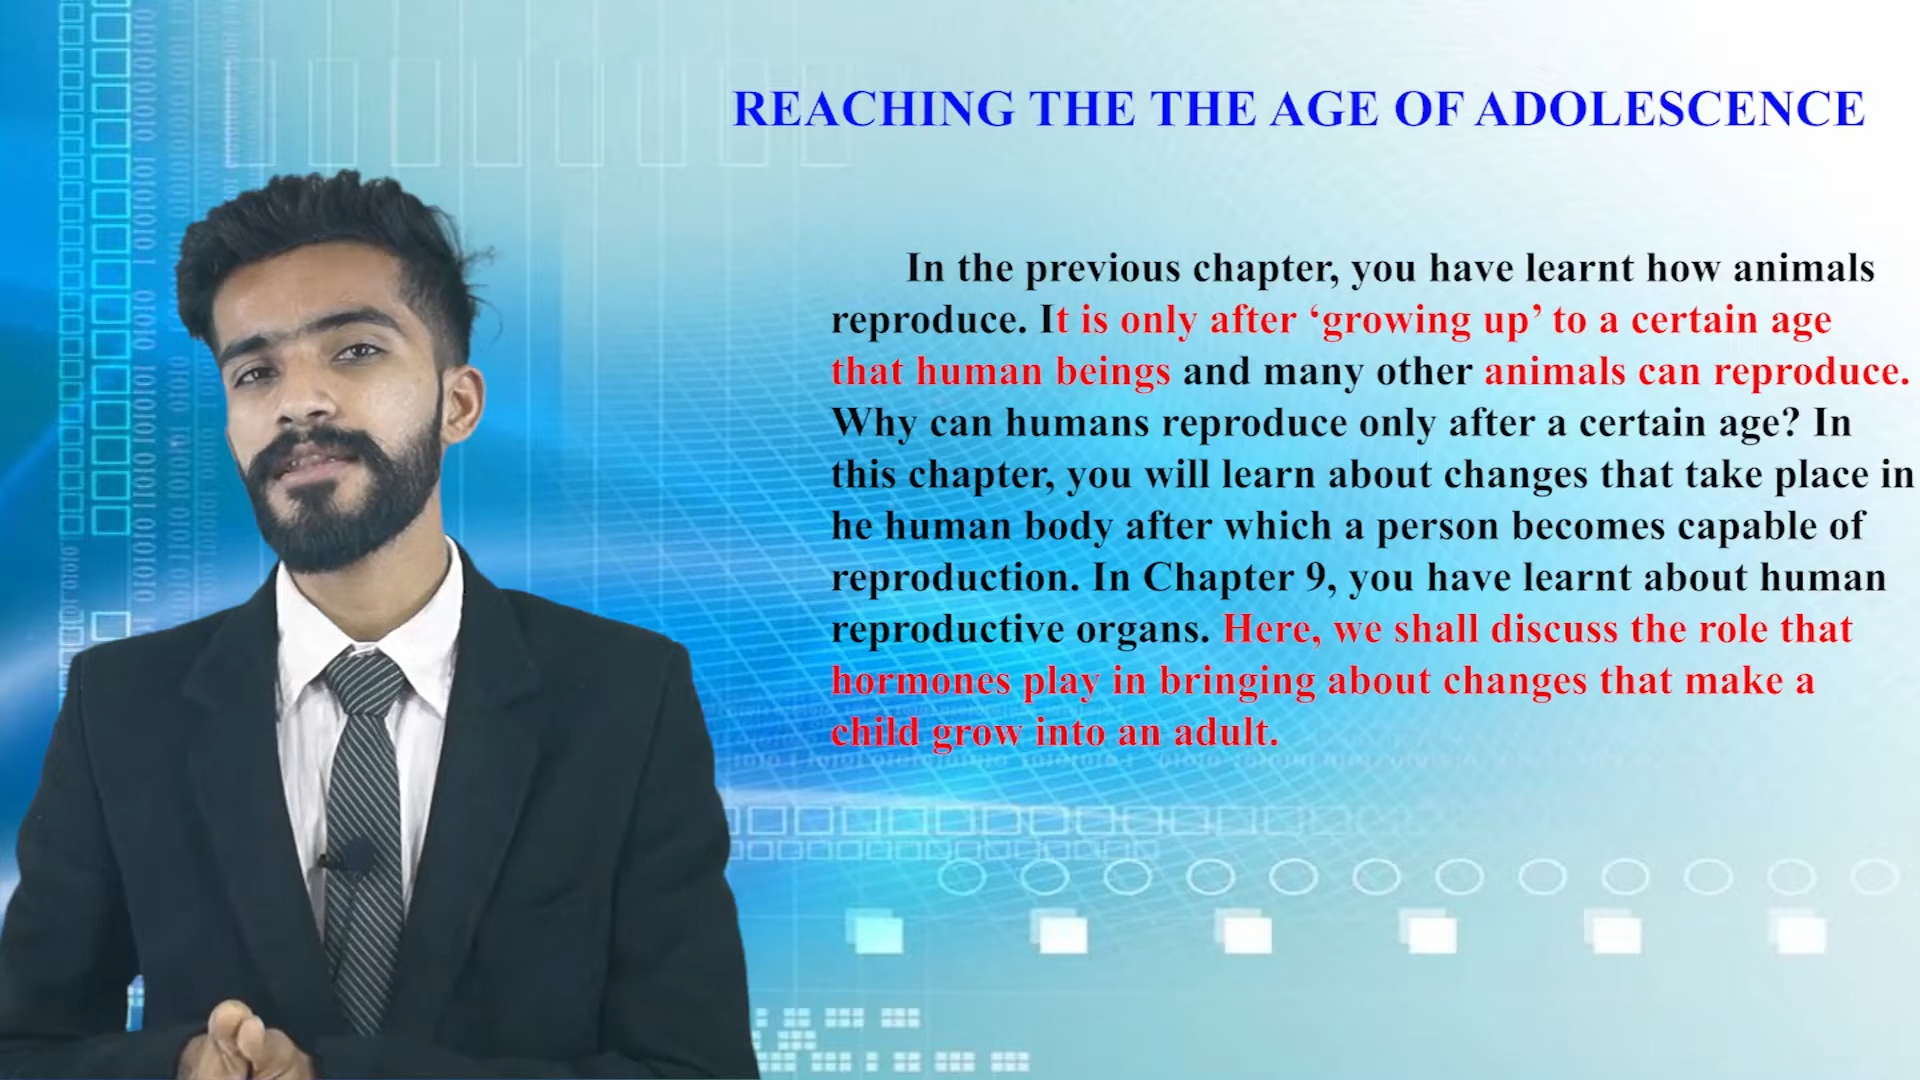 REACHING THE THE AGE OF ADOLESCENCE
In the previous chapter, you have learnt how animals
reproduce. It is only after ‘growing up’ to a certain age
that human beings and many other animals can reproduce.
Why can humans reproduce only after a certain age? In
this chapter, you will learn about changes that take place in
he human body after which a person becomes capable of
reproduction. In Chapter 9, you have learnt about human
reproductive organs. Here, we shall discuss the role that
hormones play in bringing about changes that make a
child grow into an adult.